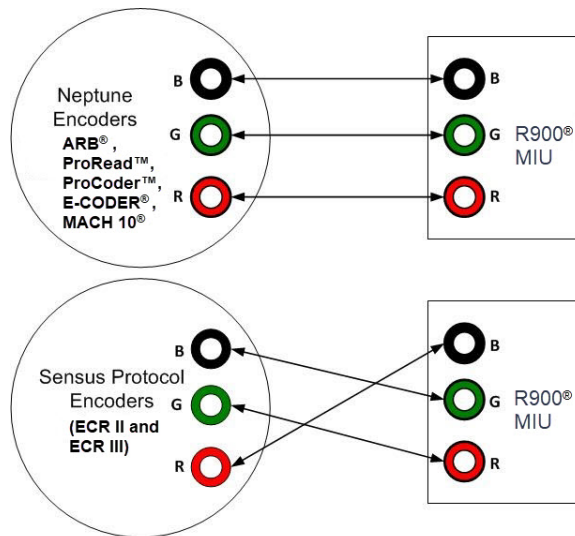 Neptune
Encoders
ARB® ,
ProRead™,
ProCoder™,
E-CODER® ,
MACH 10®
B
G
R
B
G
R
R900®
MIU
Sensus Protocol
Encoders
(ECR II and
ECR III)
B
G
R
B
G
R
R900®
MIU